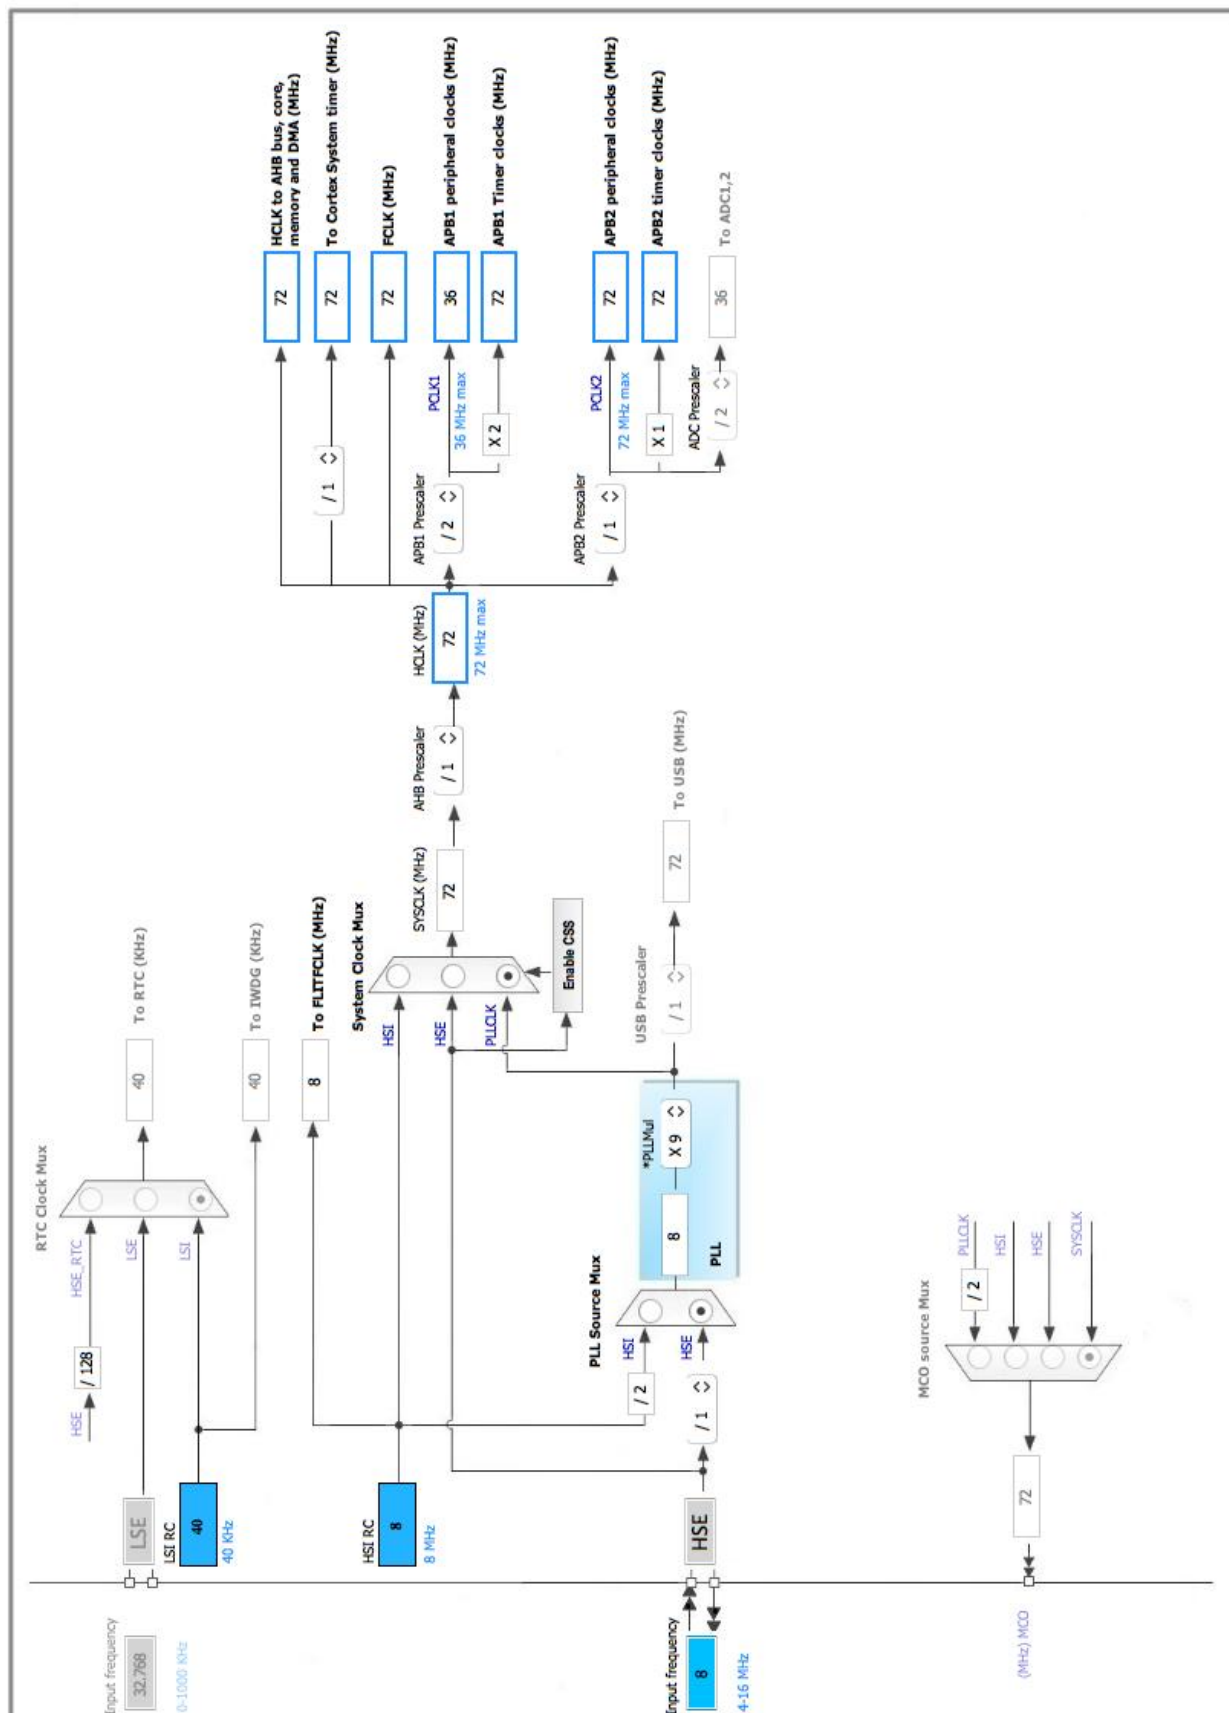 RTC Clock Mux
HSE
/ 128
HSE_RTC
LSE
LSI
40
To RTC (KHz)
Input frequency
32.768
0-1000 KHz
LSE
LSI RC
40
40 KHz
40
To IWDG (KHz)
HSI RC
8
8 MHz
8
To FLITFCLK (MHz)
System Clock Mux
HSI
HSE
PLLCLK
Enable CSS
SYSCLK (MHz)
72
AHB Prescaler
/ 1
HCLK (MHz)
72
72 MHz max
72
HCLK to AHB bus, core,
memory and DMA (MHz)
/ 1
72
To Cortex System timer (MHz)
72
FCLK (MHz)
APB1 Prescaler
/ 2
PCLK1
36 MHz max
36
APB1 peripheral clocks (MHz)
X 2
72
APB1 Timer clocks (MHz)
APB2 Prescaler
/ 1
PCLK2
72 MHz max
72
APB2 peripheral clocks (MHz)
X 1
72
APB2 timer clocks (MHz)
ADC Prescaler
/ 2
36
To ADC1,2
Input frequency
8
4-16 MHz
HSE
PLL Source Mux
/ 2
HSI
/ 1
HSE
8
*PLLMul
X 9
PLL
USB Prescaler
/ 1
72
To USB (MHz)
MCO source Mux
/ 2
PLLCLK
HSI
HSE
SYSCLK
72
(MHz) MCO